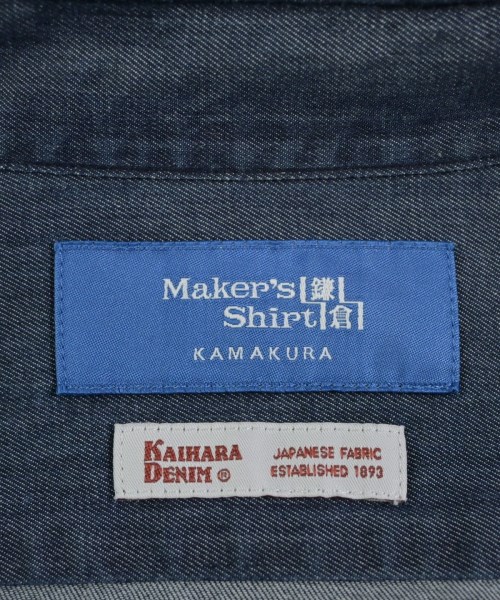 Maker's 鎌
Shirt 倉
KAMAKURA
KAIHARA JAPANESE FABRIC
DENIM ® ESTABLISHED 1893